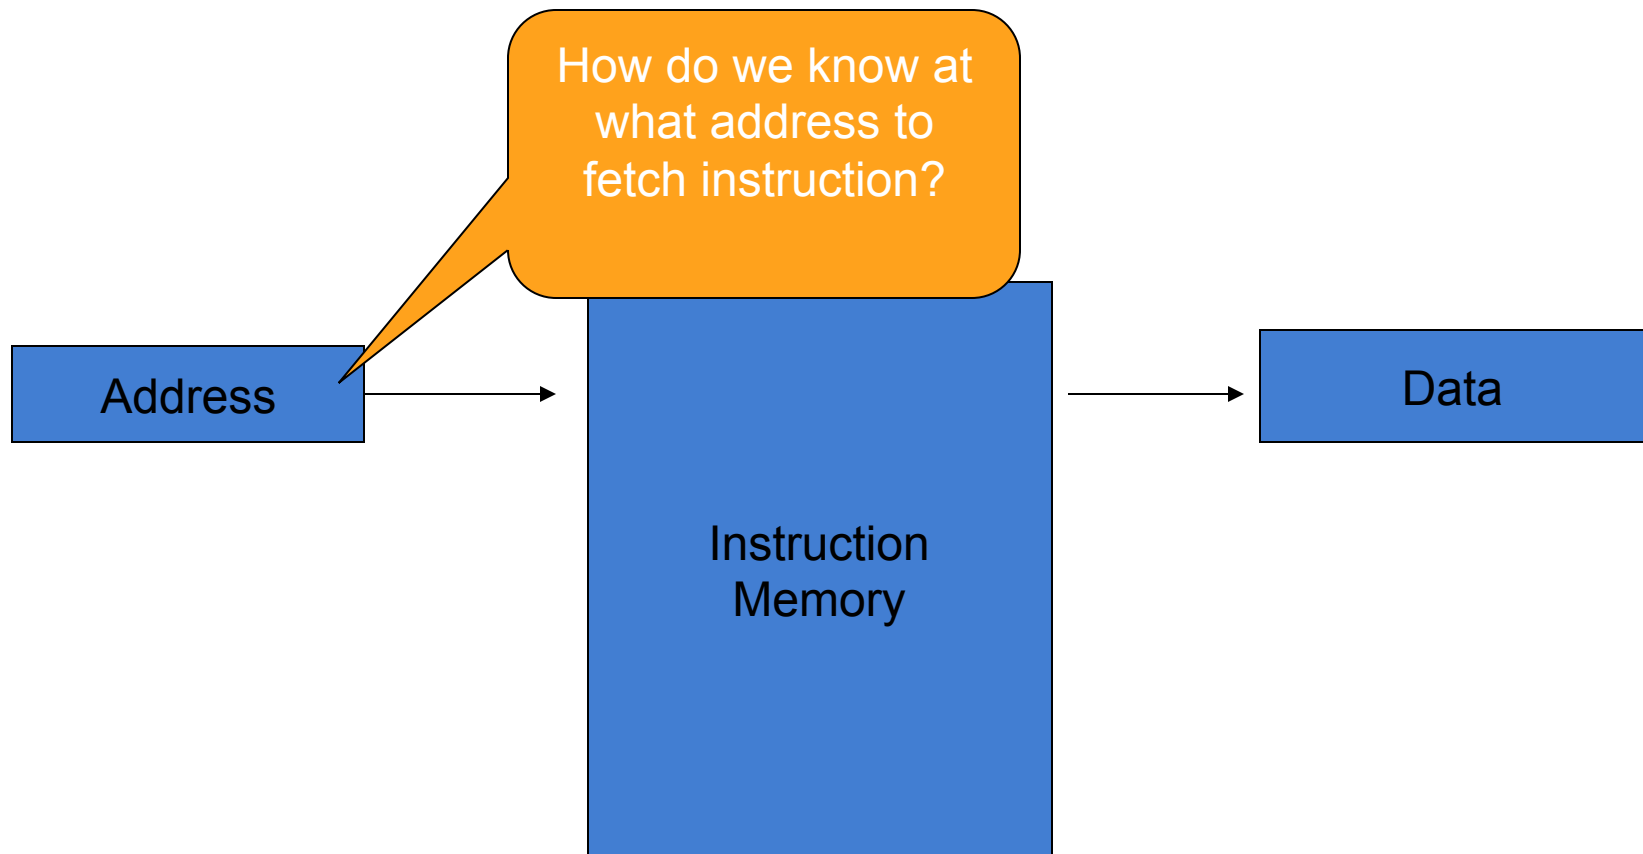 How do we know at
what address to
fetch instruction?
Address
Data
Instruction
Memory